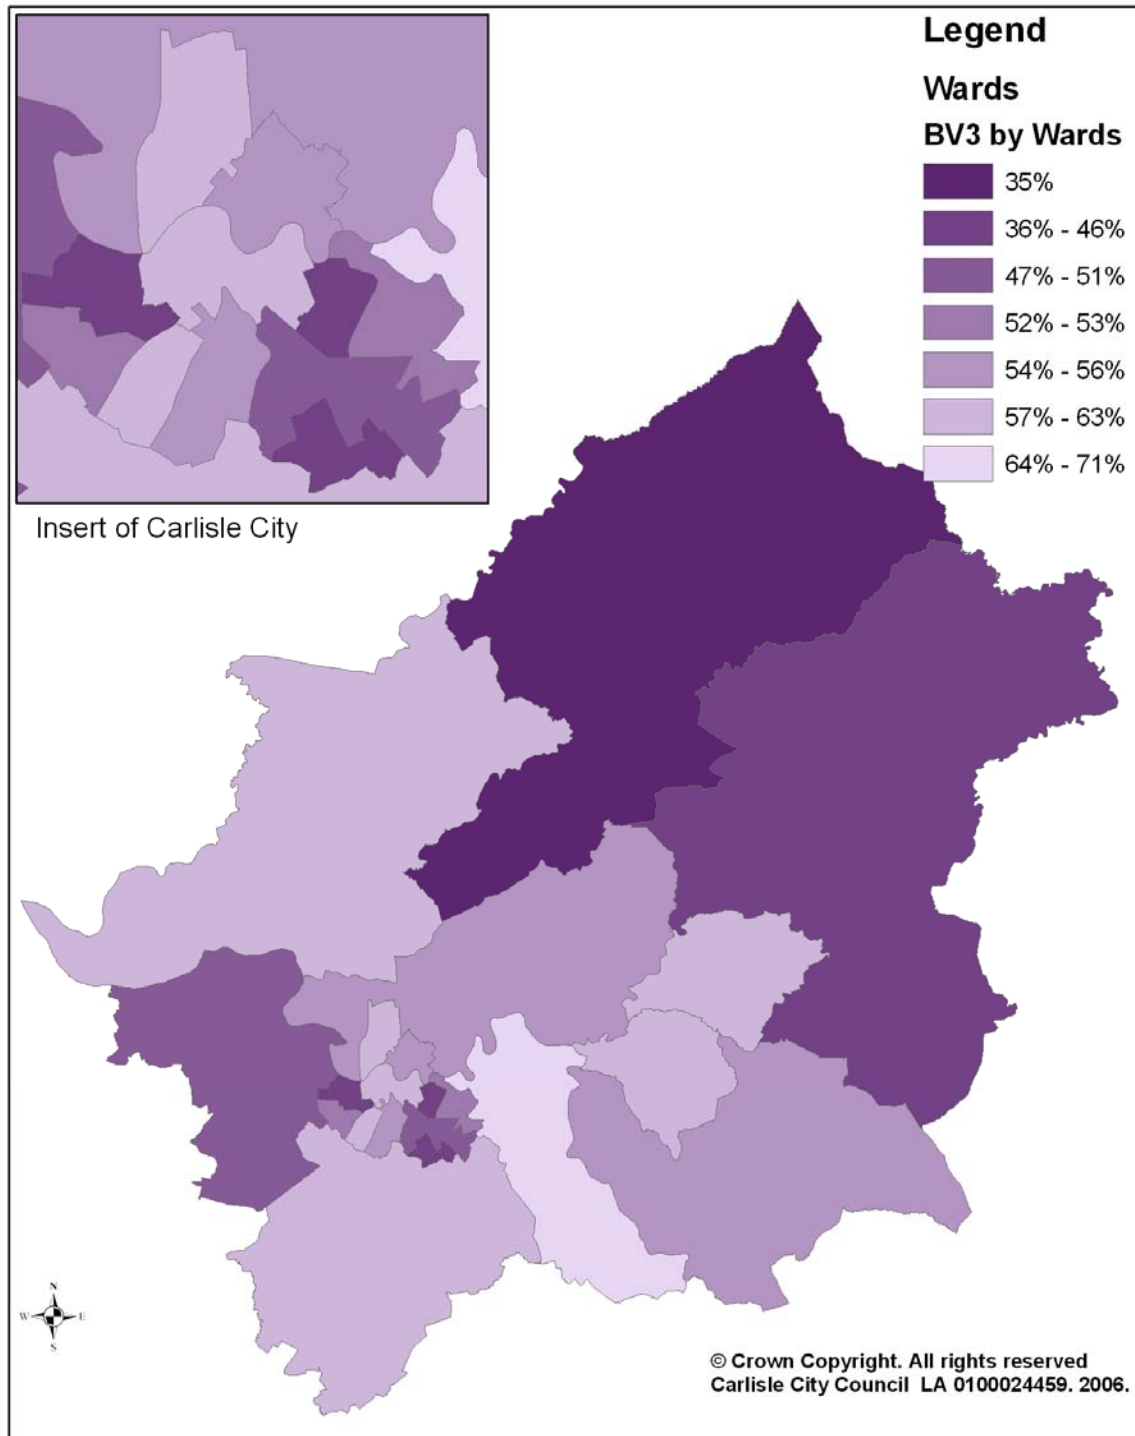 Legend
Wards
BV3 by Wards
35%
36% - 46%
47% - 51%
52% - 53%
54% - 56%
57% - 63%
64% - 71%
Insert of Carlisle City
N
W E
S
© Crown Copyright. All rights reserved
Carlisle City Council LA 0100024459. 2006.